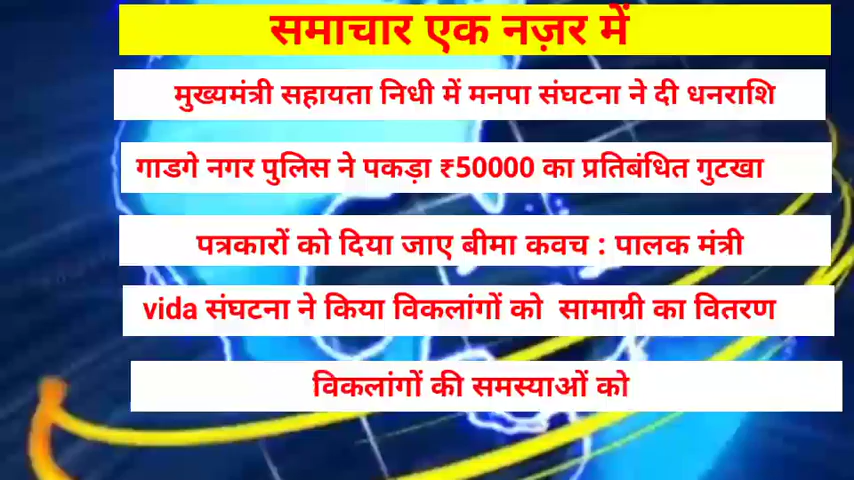 समाचार एक नज़र में
मुख्यमंत्री सहायता निधी में मनपा संघटना ने दी धनराशि
गाडगे नगर पुलिस ने पकड़ा ₹50000 का प्रतिबंधित गुटखा
पत्रकारों को दिया जाए बीमा कवच : पालक मंत्री
vida संघटना ने किया विकलांगों को सामाग्री का वितरण
विकलांगों की समस्याओं को